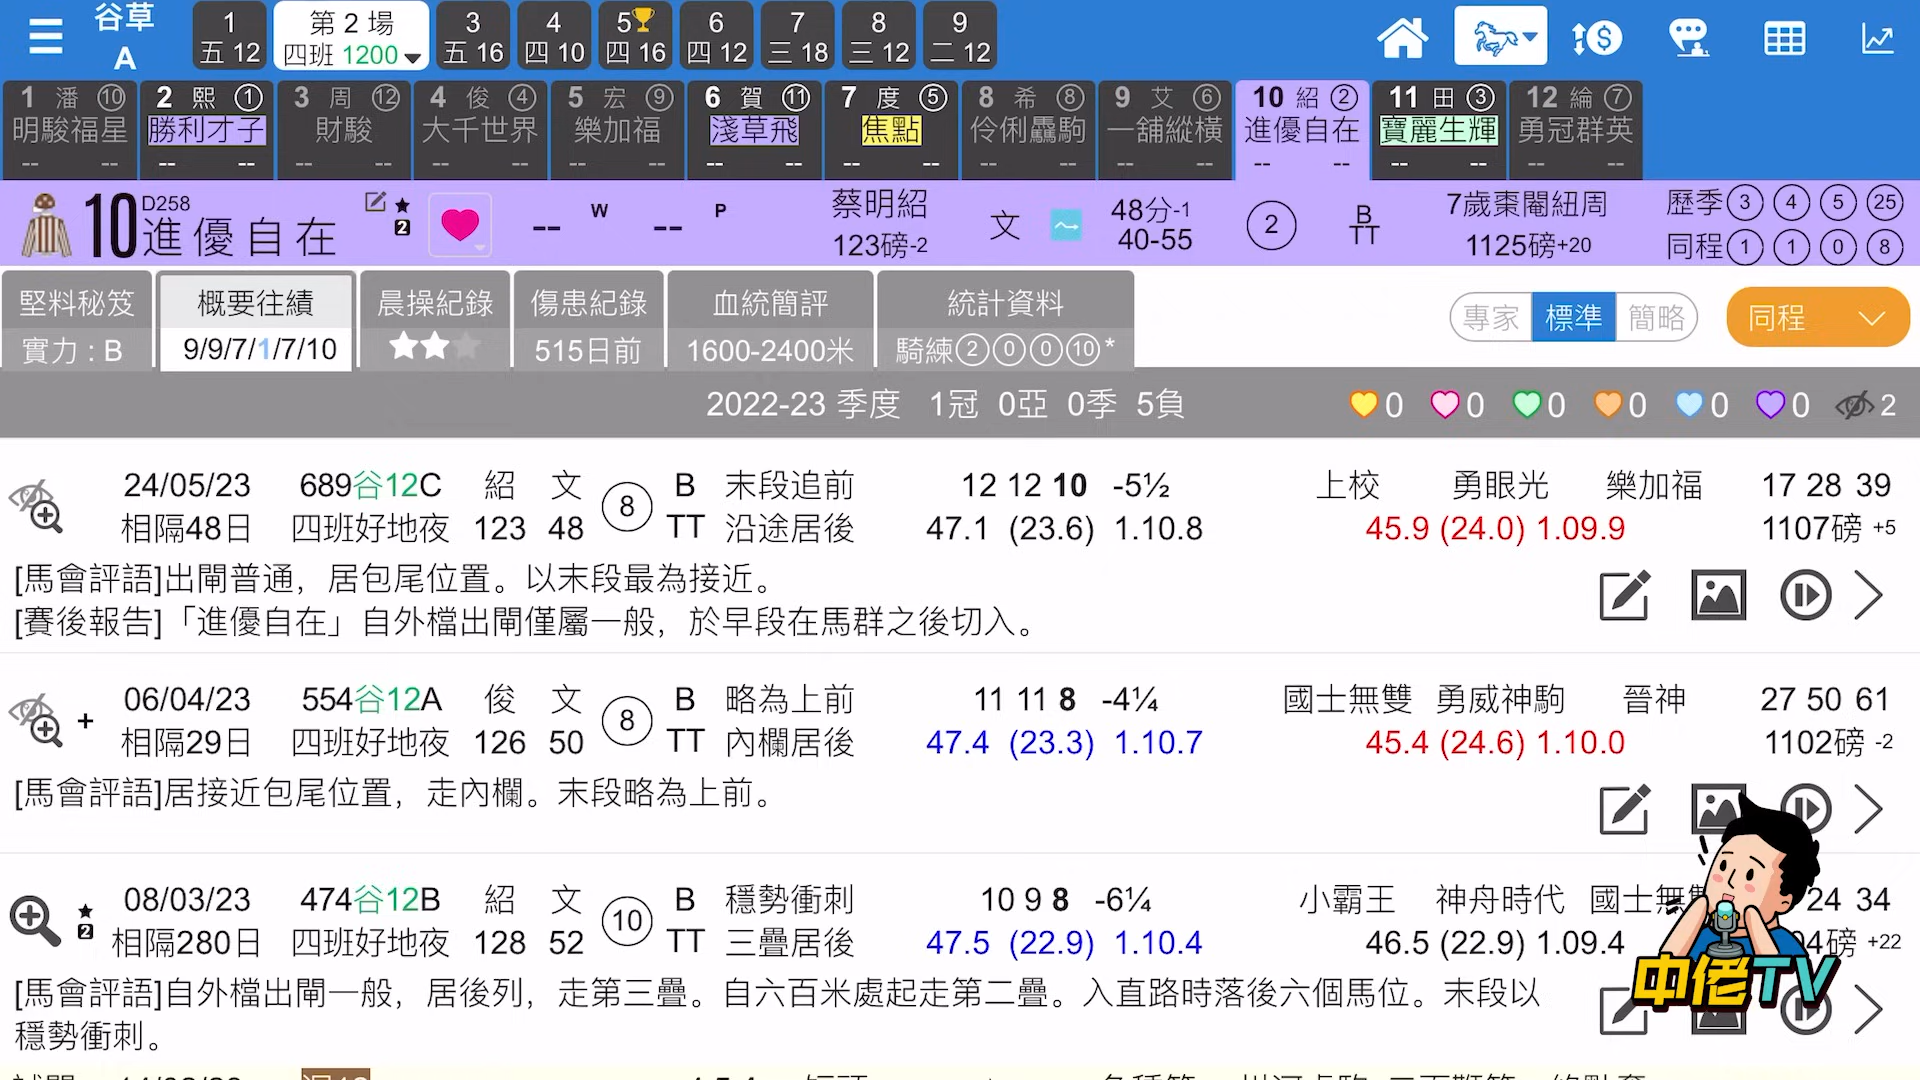 谷草 A
1 五 12
第 2 場 四班 1200
3 五 16
4 四 10
5 四 16
6 四 12
7 三 18
8 三 12
9 二 12
1 潘 10 明駿福星 -- --
2 熙 1 勝利才子 -- --
3 周 12 財駿 -- --
4 俊 4 大千世界 -- --
5 宏 9 樂加福 -- --
6 賀 11 淺草飛 -- --
7 度 5 焦點 -- --
8 希 8 伶俐驫駒 -- --
9 艾 6 一舖縱橫 -- --
10 紹 2 進優自在 -- --
11 田 3 寶麗生輝 -- --
12 綸 7 勇冠群英 -- --
10 D258 進優自在 ★ 2 -- W -- P 蔡明紹 文 48分-1 2 B 7歲棗閹紐周 歷季 3 4 5 25
123磅-2 40-55 TT 1125磅+20 同程 1 1 0 8
堅料秘笈 概要往績 晨操紀錄 傷患紀錄 血統簡評 統計資料 專家 標準 簡略 同程
實力 : B 9/9/7/1/7/10 515日前 1600-2400米 騎練 2 0 0 10 *
2022-23 季度 1冠 0亞 0季 5負 0 0 0 0 0 0 2
24/05/23 689谷12C 紹 文 8 B 末段追前 12 12 10 -5½ 上校 勇眼光 樂加福 17 28 39
相隔48日 四班好地夜 123 48 TT 沿途居後 47.1 (23.6) 1.10.8 45.9 (24.0) 1.09.9 1107磅 +5
[馬會評語]出閘普通，居包尾位置。以末段最為接近。
[賽後報告]「進優自在」自外檔出閘僅屬一般，於早段在馬群之後切入。
+ 06/04/23 554谷12A 俊 文 8 B 略為上前 11 11 8 -4¼ 國士無雙 勇威神駒 晉神 27 50 61
相隔29日 四班好地夜 126 50 TT 內欄居後 47.4 (23.3) 1.10.7 45.4 (24.6) 1.10.0 1102磅 -2
[馬會評語]居接近包尾位置，走內欄。末段略為上前。
★ 2 08/03/23 474谷12B 紹 文 10 B 穩勢衝刺 10 9 8 -6¼ 小霸王 神舟時代 國士無 24 34
相隔280日 四班好地夜 128 52 TT 三疊居後 47.5 (22.9) 1.10.4 46.5 (22.9) 1.09.4 磅 +22
[馬會評語]自外檔出閘一般，居後列，走第三疊。自六百米處起走第二疊。入直路時落後六個馬位。末段以
穩勢衝刺。
中佬TV